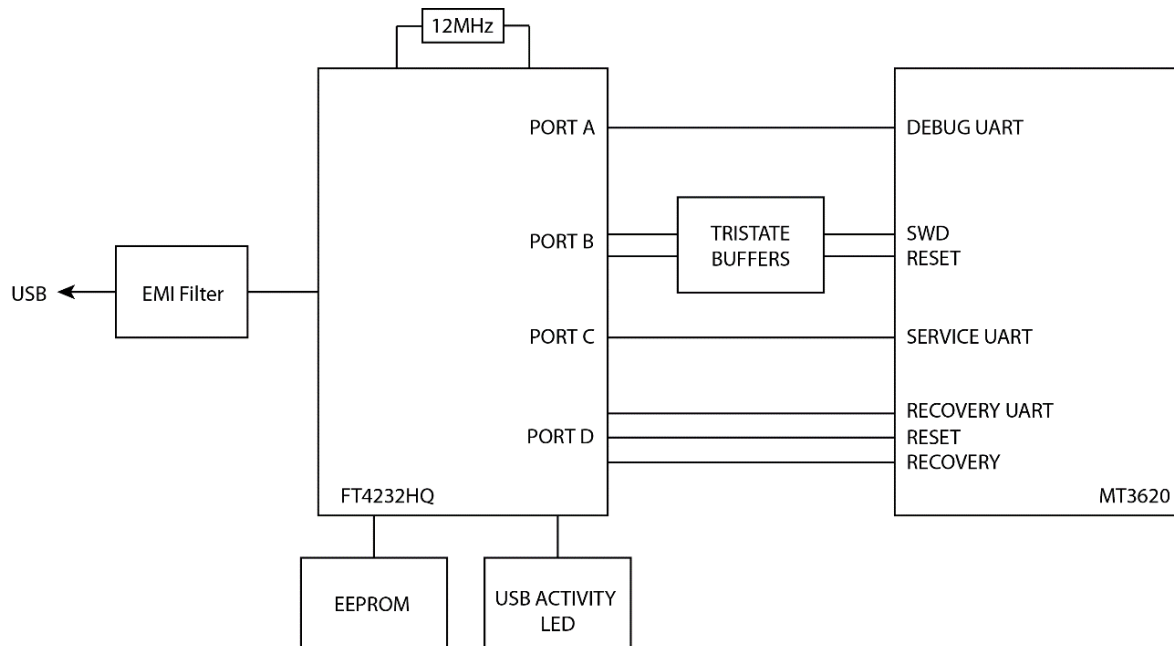 12MHz
PORT A
DEBUG UART
TRISTATE
BUFFERS
PORT B
SWD
RESET
USB
EMI Filter
PORT C
SERVICE UART
PORT D
RECOVERY UART
RESET
RECOVERY
FT4232HQ
MT3620
EEPROM
USB ACTIVITY
LED